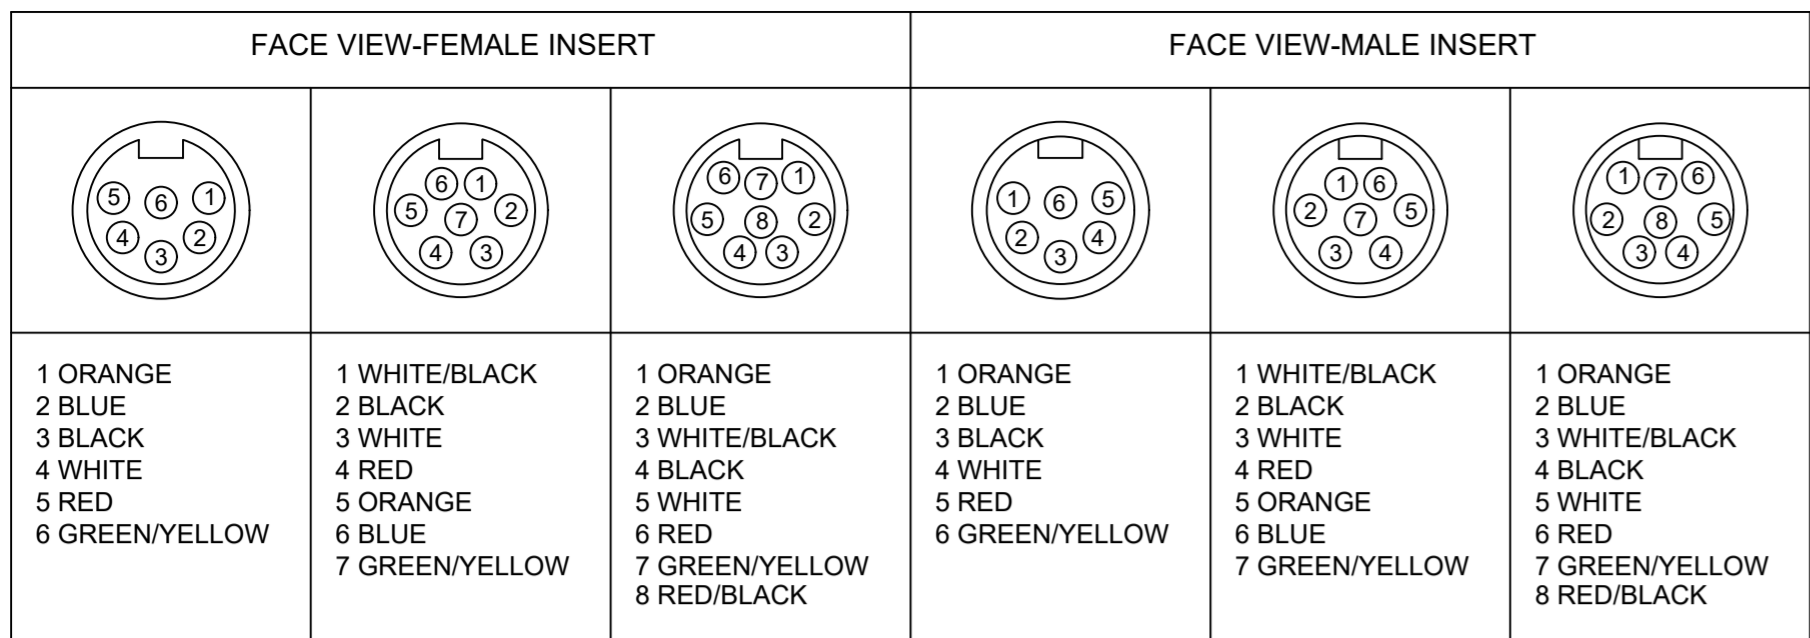 FACE VIEW-FEMALE INSERT
FACE VIEW-MALE INSERT
5 6 1
4 2
3
6 1
5 7 2
4 3
6 7 1
5 8 2
4 3
1 6 5
2 4
3
1 6
2 7 5
3 4
1 7 6
2 8 5
3 4
1 ORANGE
2 BLUE
3 BLACK
4 WHITE
5 RED
6 GREEN/YELLOW
1 WHITE/BLACK
2 BLACK
3 WHITE
4 RED
5 ORANGE
6 BLUE
7 GREEN/YELLOW
1 ORANGE
2 BLUE
3 WHITE/BLACK
4 BLACK
5 WHITE
6 RED
7 GREEN/YELLOW
8 RED/BLACK
1 ORANGE
2 BLUE
3 BLACK
4 WHITE
5 RED
6 GREEN/YELLOW
1 WHITE/BLACK
2 BLACK
3 WHITE
4 RED
5 ORANGE
6 BLUE
7 GREEN/YELLOW
1 ORANGE
2 BLUE
3 WHITE/BLACK
4 BLACK
5 WHITE
6 RED
7 GREEN/YELLOW
8 RED/BLACK